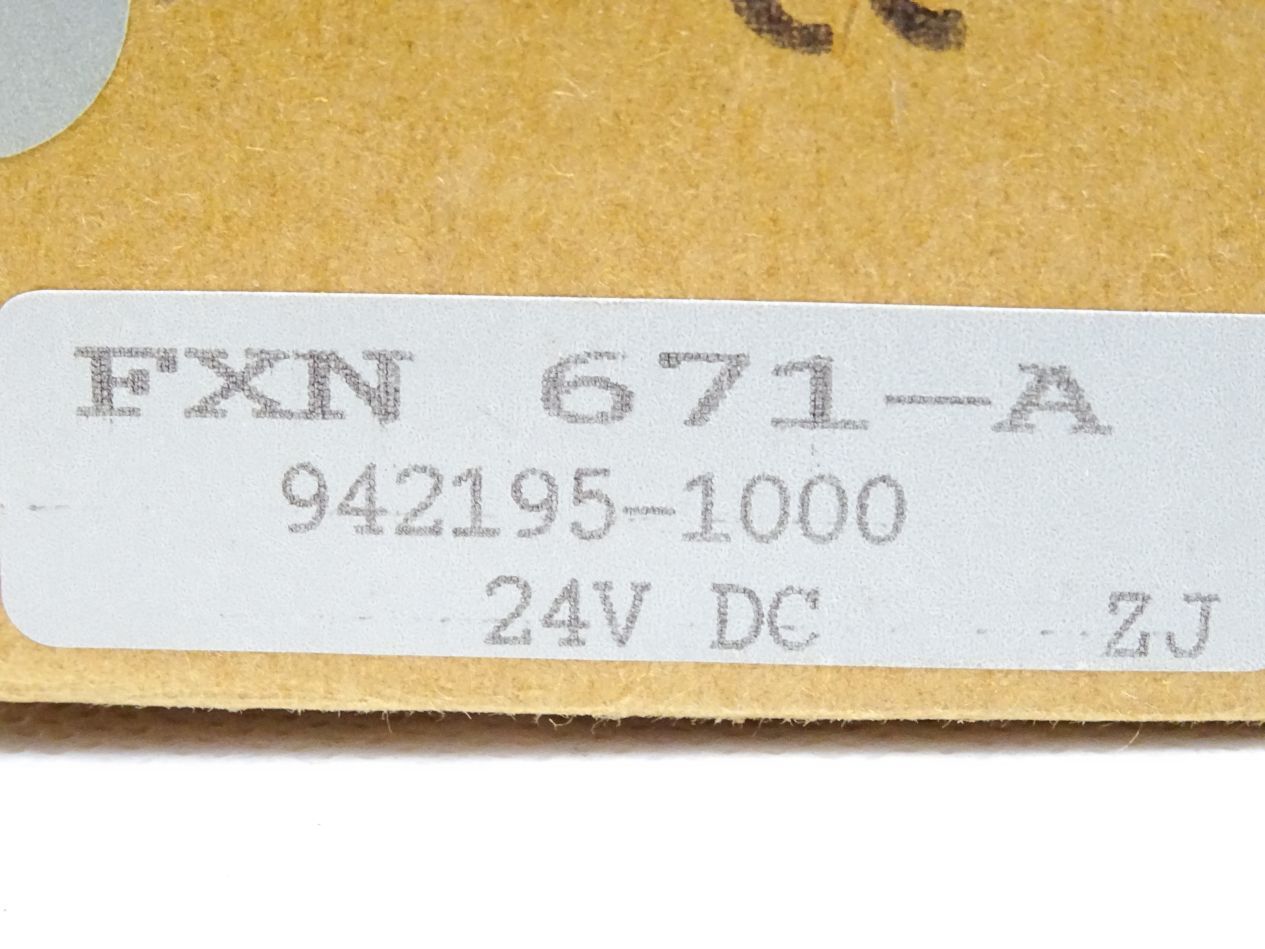 FXN 671-A
942195-1000
24V DC ZJ